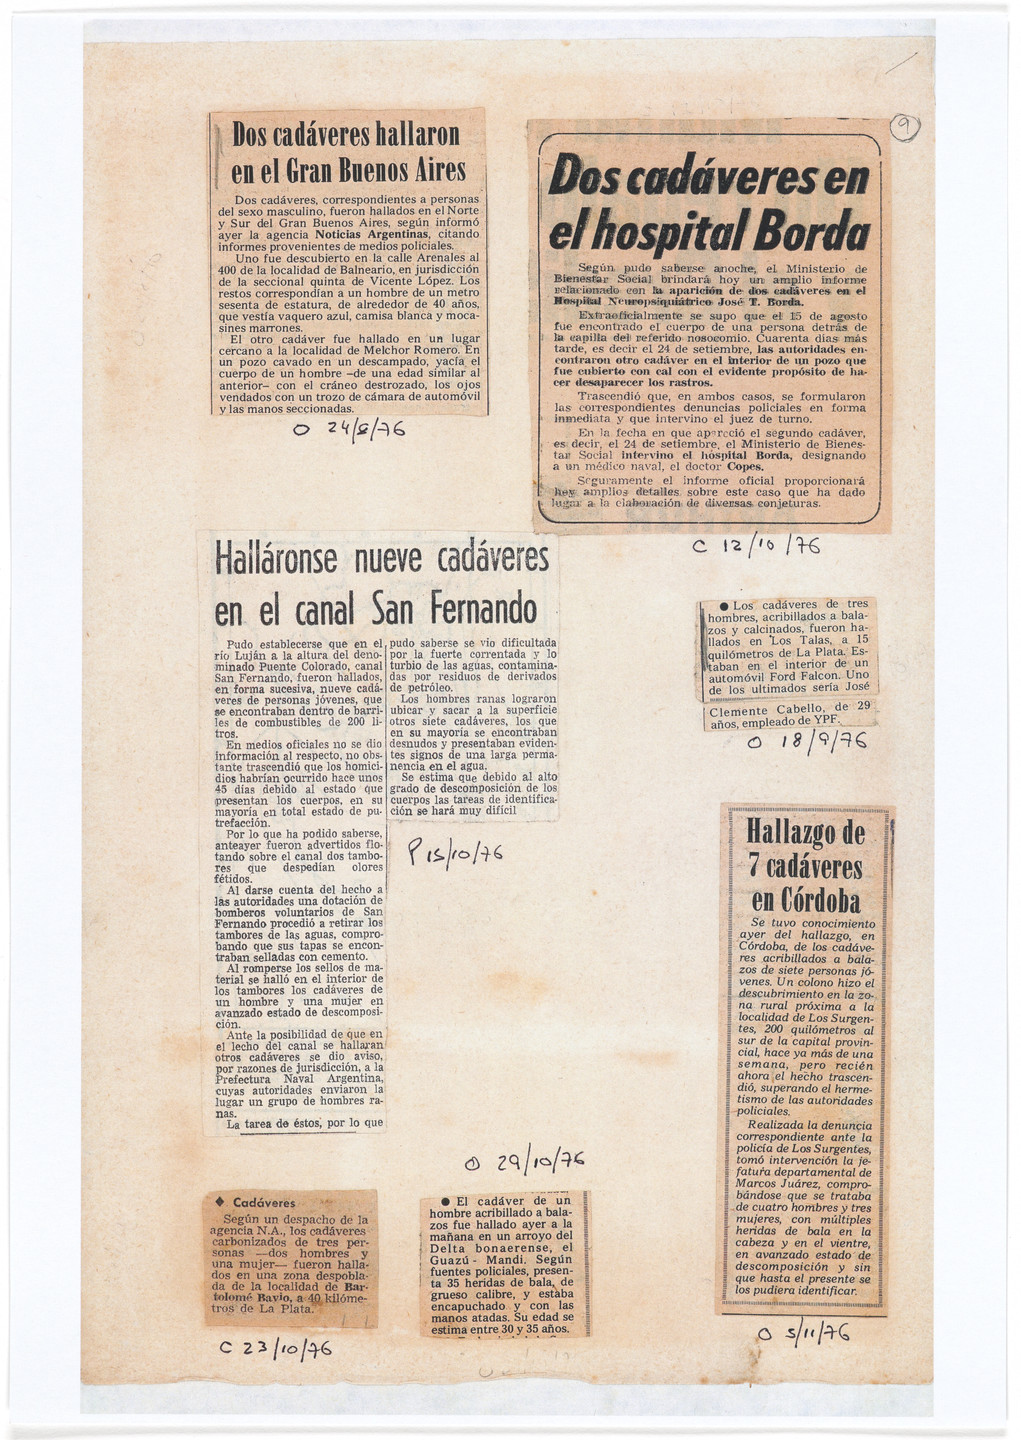 9
Dos cadáveres hallaron
en el Gran Buenos Aires
Dos cadáveres, correspondientes a personas
del sexo masculino, fueron hallados en el Norte
y Sur del Gran Buenos Aires, según informó
ayer la agencia Noticias Argentinas, citando
informes provenientes de medios policiales.
Uno fue descubierto en la calle Arenales al
400 de la localidad de Balneario, en jurisdicción
de la seccional quinta de Vicente López. Los
restos correspondían a un hombre de un metro
sesenta de estatura, de alrededor de 40 años,
que vestía vaquero azul, camisa blanca y moca-
sines marrones.
El otro cadáver fue hallado en un lugar
cercano a la localidad de Melchor Romero. En
un pozo cavado en un descampado, yacía el
cuerpo de un hombre —de una edad similar al
anterior— con el cráneo destrozado, los ojos
vendados con un trozo de cámara de automóvil
y las manos seccionadas.
O 24/8/76
Dos cadáveres en
el hospital Borda
Según pudo saberse anoche, el Ministerio de
Bienestar Social brindará hoy un amplio informe
relacionado con la aparición de dos cadáveres en el
Hospital Neuropsiquiátrico José T. Borda.
Extraoficialmente se supo que el 15 de agosto
fue encontrado el cuerpo de una persona detrás de
la capilla del referido nosocomio. Cuarenta días más
tarde, es decir el 24 de setiembre, las autoridades en-
contraron otro cadáver en el interior de un pozo que
fue cubierto con cal con el evidente propósito de ha-
cer desaparecer los rastros.
Trascendió que, en ambos casos, se formularon
las correspondientes denuncias policiales en forma
inmediata y que intervino el juez de turno.
En la fecha en que apareció el segundo cadáver,
es decir, el 24 de setiembre, el Ministerio de Bienes-
tar Social intervino el hospital Borda, designando
a un médico naval, el doctor Copes.
Seguramente el informe oficial proporcionará
hoy amplios detalles sobre este caso que ha dado
lugar a la elaboración de diversas conjeturas.
C 12/10/76
Halláronse nueve cadáveres
en el canal San Fernando
Pudo establecerse que en el
río Luján a la altura del deno-
minado Puente Colorado, canal
San Fernando, fueron hallados,
en forma sucesiva, nueve cadá-
veres de personas jóvenes, que
se encontraban dentro de barri-
les de combustibles de 200 li-
tros.
En medios oficiales no se dio
información al respecto, no obs-
tante trascendió que los homici-
dios habrían ocurrido hace unos
45 días debido al estado que
presentan los cuerpos, en su
mayoría en total estado de pu-
trefacción.
Por lo que ha podido saberse,
anteayer fueron advertidos flo-
tando sobre el canal dos tambo-
res que despedían olores
fétidos.
Al darse cuenta del hecho a
las autoridades una dotación de
bomberos voluntarios de San
Fernando procedió a retirar los
tambores de las aguas, compro-
bando que sus tapas se encon-
traban selladas con cemento.
Al romperse los sellos de ma-
terial se halló en el interior de
los tambores los cadáveres de
un hombre y una mujer en
avanzado estado de descomposi-
ción.
Ante la posibilidad de que en
el lecho del canal se hallaran
otros cadáveres se dio aviso,
por razones de jurisdicción, a la
Prefectura Naval Argentina,
cuyas autoridades enviaron la
lugar un grupo de hombres ra-
nas.
La tarea de éstos, por lo que
pudo saberse se vio dificultada
por la fuerte correntada y lo
turbio de las aguas, contamina-
das por residuos de derivados
de petróleo.
Los hombres ranas lograron
ubicar y sacar a la superficie
otros siete cadáveres, los que
en su mayoría se encontraban
desnudos y presentaban eviden-
tes signos de una larga perma-
nencia en el agua.
Se estima que debido al alto
grado de descomposición de los
cuerpos las tareas de identifica-
ción se hará muy difícil
P 15/10/76
● Los cadáveres de tres
hombres, acribillados a bala-
zos y calcinados, fueron ha-
llados en Los Talas, a 15
quilómetros de La Plata. Es-
taban en el interior de un
automóvil Ford Falcon. Uno
de los ultimados sería José
Clemente Cabello, de 29
años, empleado de YPF.
O 18/9/76
Hallazgo de
7 cadáveres
en Córdoba
Se tuvo conocimiento
ayer del hallazgo, en
Córdoba, de los cadáve-
res acribillados a bala-
zos de siete personas jó-
venes. Un colono hizo el
descubrimiento en la zo-
na rural próxima a la
localidad de Los Surgen-
tes, 200 quilómetros al
sur de la capital provin-
cial, hace ya más de una
semana, pero recién
ahora el hecho trascen-
dió, superando el herme-
tismo de las autoridades
policiales.
Realizada la denuncia
correspondiente ante la
policía de Los Surgentes,
tomó intervención la je-
fatura departamental de
Marcos Juárez, compro-
bándose que se trataba
de cuatro hombres y tres
mujeres, con múltiples
heridas de bala en la
cabeza y en el vientre,
en avanzado estado de
descomposición y sin
que hasta el presente se
los pudiera identificar.
O 5/11/76
◆ Cadáveres
Según un despacho de la
agencia N.A., los cadáveres
carbonizados de tres per-
sonas —dos hombres y
una mujer— fueron halla-
dos en una zona despobla-
da de la localidad de Bar-
tolomé Bavio, a 40 kilóme-
tros de La Plata.
C 23/10/76
O 29/10/76
● El cadáver de un
hombre acribillado a bala-
zos fue hallado ayer a la
mañana en un arroyo del
Delta bonaerense, el
Guazú - Mandi. Según
fuentes policiales, presen-
ta 35 heridas de bala, de
grueso calibre, y estaba
encapuchado y con las
manos atadas. Su edad se
estima entre 30 y 35 años.